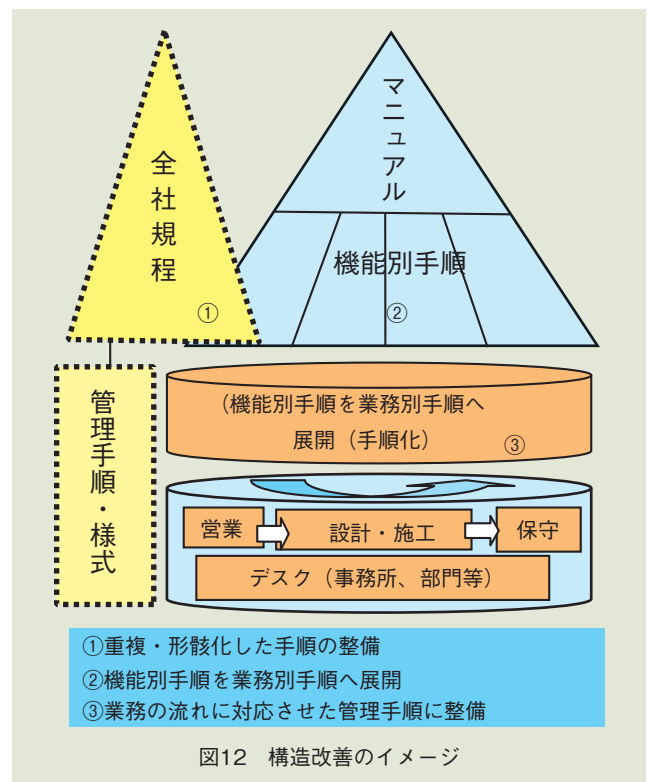 全社規程
①
マニュアル
機能別手順
②
管理手順・様式
(機能別手順を業務別手順へ
展開（手順化）
③
営業
設計・施工
保守
デスク（事務所、部門等）
①重複・形骸化した手順の整備
②機能別手順を業務別手順へ展開
③業務の流れに対応させた管理手順に整備
図12　構造改善のイメージ